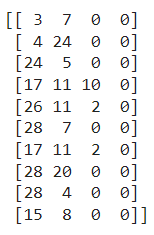 [[ 3  7  0  0]
 [ 4 24  0  0]
 [24  5  0  0]
 [17 11 10  0]
 [26 11  2  0]
 [28  7  0  0]
 [17 11  2  0]
 [28 20  0  0]
 [28  4  0  0]
 [15  8  0  0]]